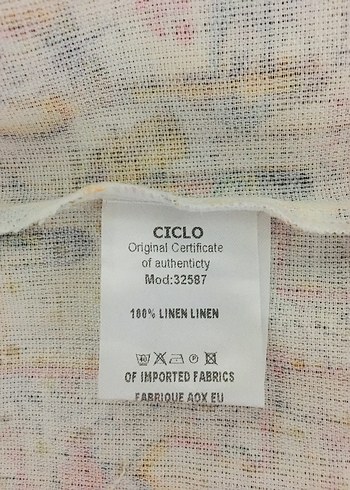 CICLO
Original Certificate
of authenticty
Mod:32587
100% LINEN LINEN
OF IMPORTED FABRICS
FABRIQUE AOX EU